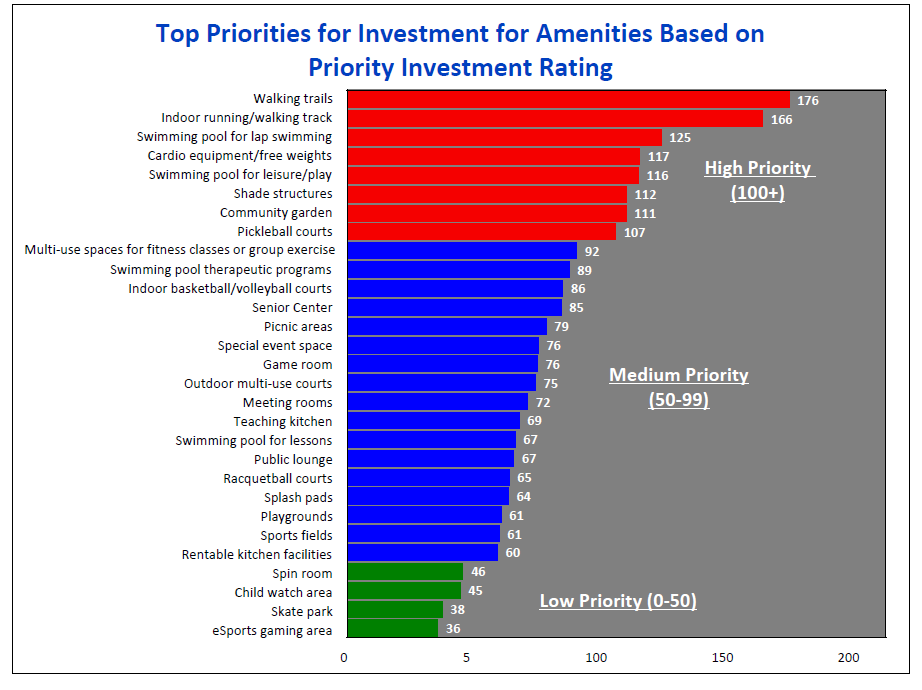 Top Priorities for Investment for Amenities Based on
Priority Investment Rating
Walking trails 176
Indoor running/walking track 166
Swimming pool for lap swimming 125
Cardio equipment/free weights 117
Swimming pool for leisure/play 116
High Priority
(100+)
Shade structures 112
Community garden 111
Pickleball courts 107
Multi-use spaces for fitness classes or group exercise 92
Swimming pool therapeutic programs 89
Indoor basketball/volleyball courts 86
Senior Center 85
Picnic areas 79
Special event space 76
Game room 76
Outdoor multi-use courts 75
Medium Priority
(50-99)
Meeting rooms 72
Teaching kitchen 69
Swimming pool for lessons 67
Public lounge 67
Racquetball courts 65
Splash pads 64
Playgrounds 61
Sports fields 61
Rentable kitchen facilities 60
Spin room 46
Child watch area 45
Low Priority (0-50)
Skate park 38
eSports gaming area 36
0 5 100 150 200